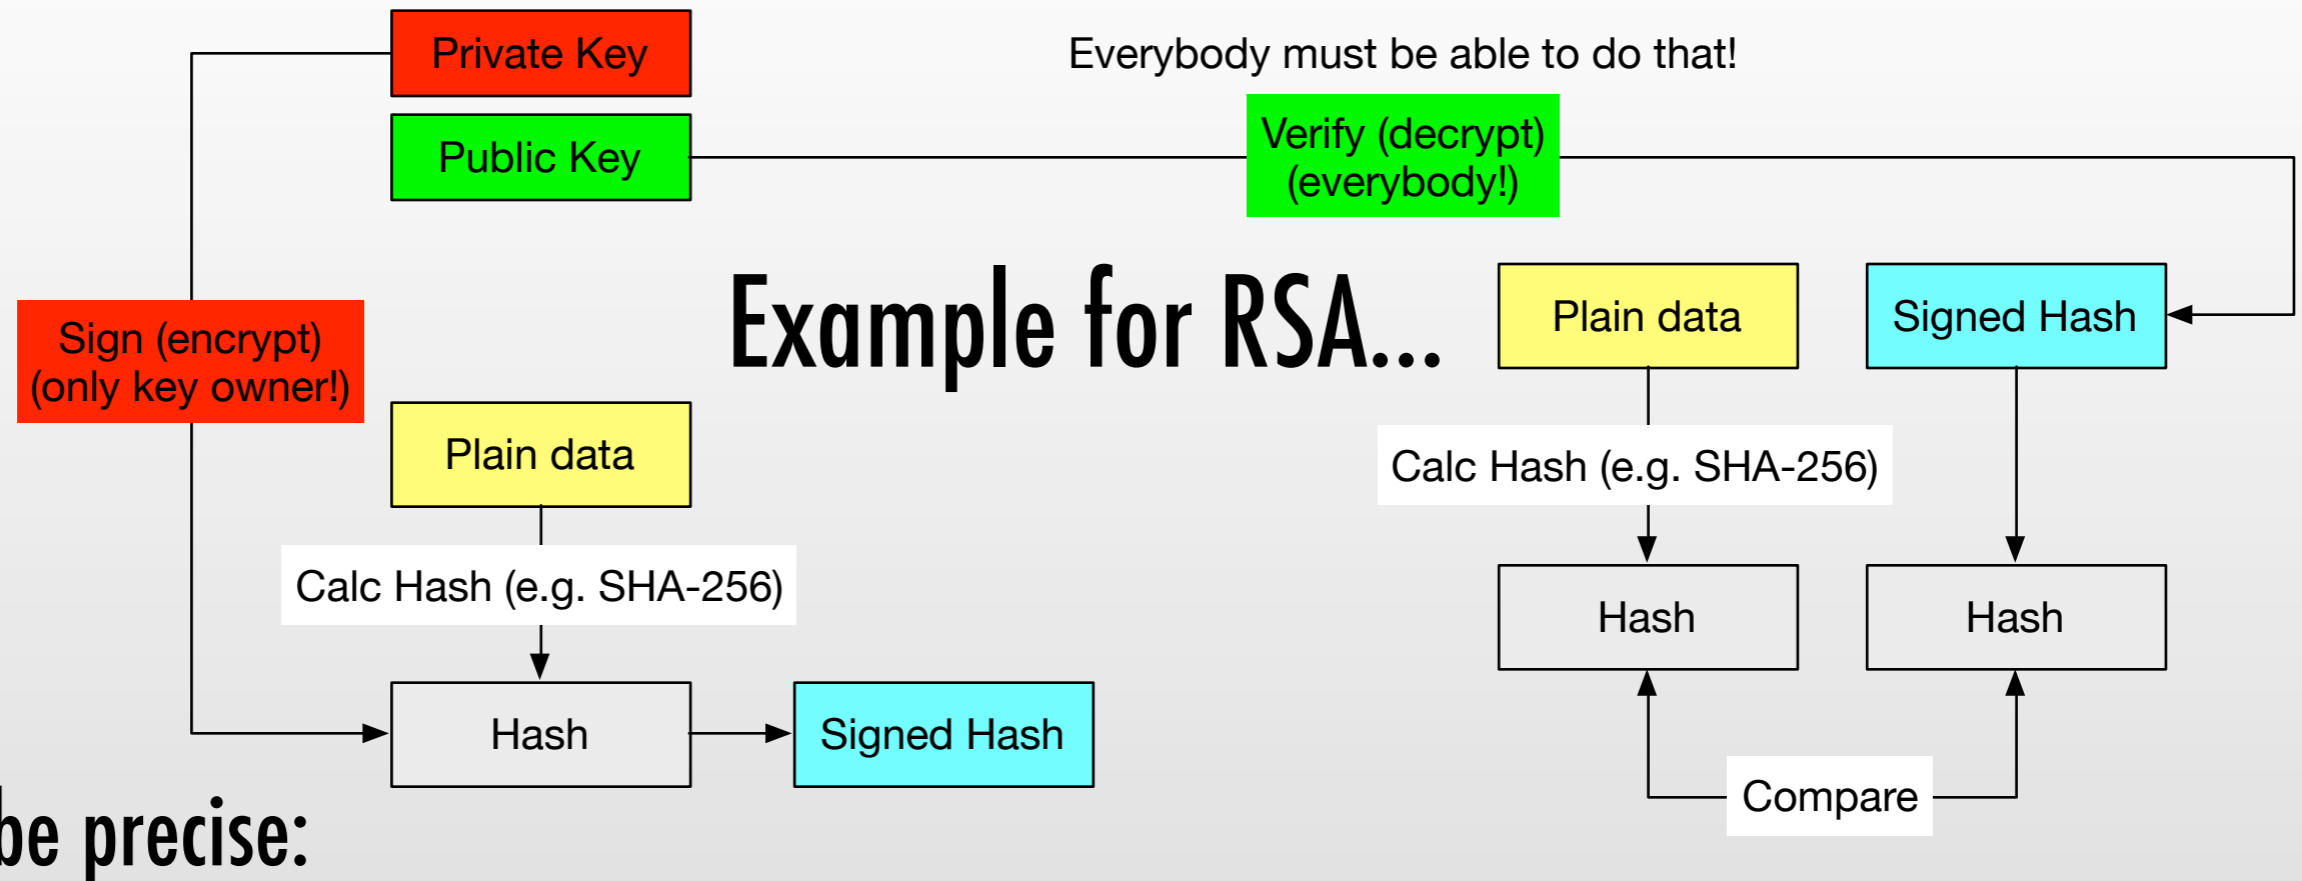 Private Key
Everybody must be able to do that!
Public Key
Verify (decrypt)
(everybody!)
Example for RSA...
Sign (encrypt)
(only key owner!)
Plain data
Calc Hash (e.g. SHA-256)
Hash
Signed Hash
Plain data
Signed Hash
Calc Hash (e.g. SHA-256)
Hash
Hash
Compare
be precise: